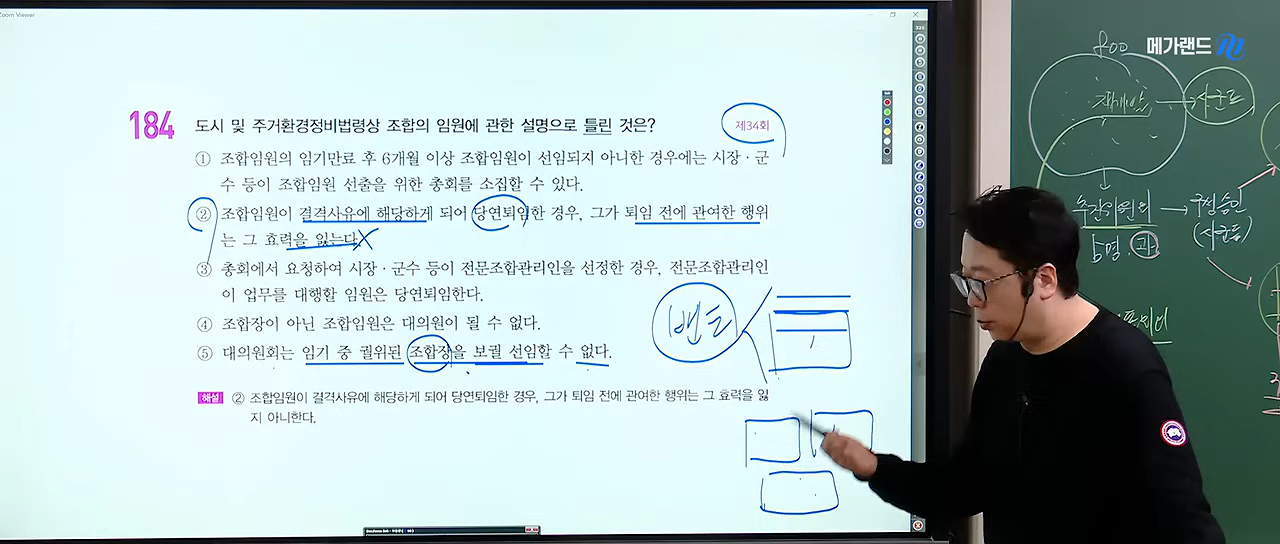 Zoom Viewer
메가랜드
184 도시 및 주거환경정비법령상 조합의 임원에 관한 설명으로 틀린 것은? 제34회
① 조합임원의 임기만료 후 6개월 이상 조합임원이 선임되지 아니한 경우에는 시장·군
수 등이 조합임원 선출을 위한 총회를 소집할 수 있다.
② 조합임원이 결격사유에 해당하게 되어 당연퇴임한 경우, 그가 퇴임 전에 관여한 행위
는 그 효력을 잃는다.
③ 총회에서 요청하여 시장·군수 등이 전문조합관리인을 선정한 경우, 전문조합관리인
이 업무를 대행할 임원은 당연퇴임한다.
④ 조합장이 아닌 조합임원은 대의원이 될 수 없다.
⑤ 대의원회는 임기 중 궐위된 조합장을 보궐 선임할 수 없다.
해설 ② 조합임원이 결격사유에 해당하게 되어 당연퇴임한 경우, 그가 퇴임 전에 관여한 행위는 그 효력을 잃
지 아니한다.
밴드
재개발
시군도
추진위원회
5명